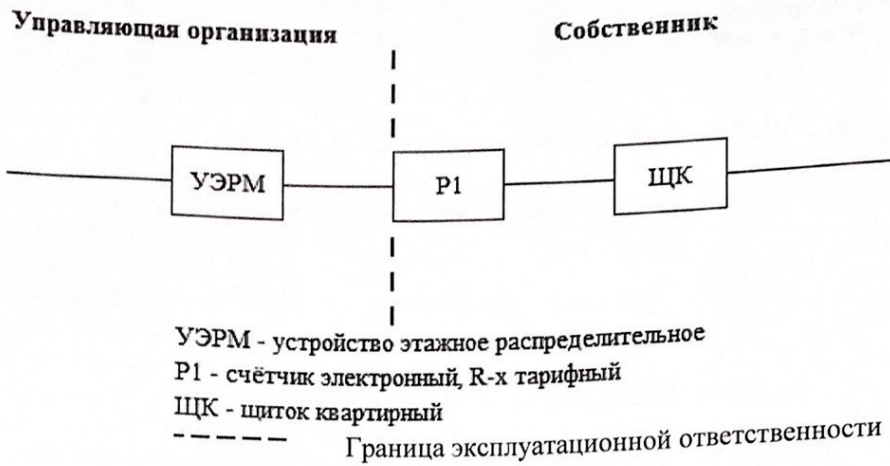 Управляющая организация
Собственник
УЭРМ
Р1
ЩК
УЭРМ - устройство этажное распределительное
Р1 - счётчик электронный, R-х тарифный
ЩК - щиток квартирный
Граница эксплуатационной ответственности